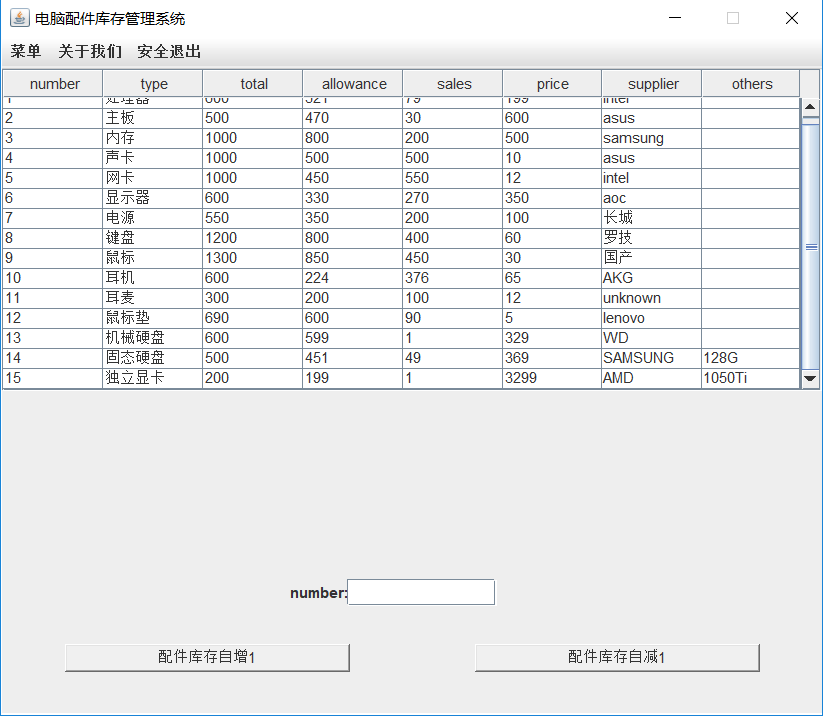 电脑配件库存管理系统
菜单 关于我们 安全退出
number type total allowance sales price supplier others
1 处理器 600 521 79 199 intel
2 主板 500 470 30 600 asus
3 内存 1000 800 200 500 samsung
4 声卡 1000 500 500 10 asus
5 网卡 1000 450 550 12 intel
6 显示器 600 330 270 350 aoc
7 电源 550 350 200 100 长城
8 键盘 1200 800 400 60 罗技
9 鼠标 1300 850 450 30 国产
10 耳机 600 224 376 65 AKG
11 耳麦 300 200 100 12 unknown
12 鼠标垫 690 600 90 5 lenovo
13 机械硬盘 600 599 1 329 WD
14 固态硬盘 500 451 49 369 SAMSUNG 128G
15 独立显卡 200 199 1 3299 AMD 1050Ti
number:
配件库存自增1 配件库存自减1